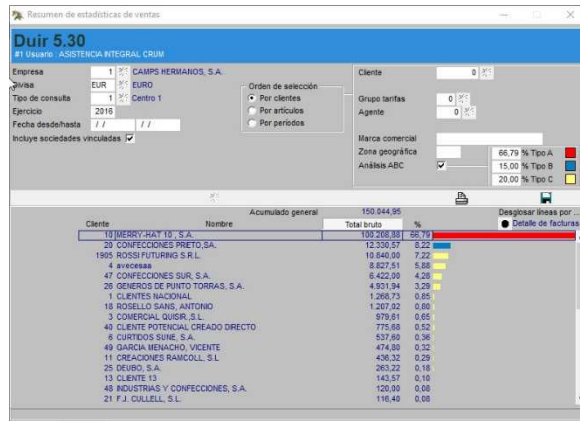 Resumen de estadísticas de ventas
Duir 5.30
#1 Usuario : ASISTENCIA INTEGRAL CRUM
Empresa 1 CAMPS HERMANOS, S.A.
Divisa EUR EURO
Tipo de consulta 1 Centro 1
Ejercicio 2016
Fecha desde/hasta / / / /
Incluye sociedades vinculadas
Orden de selección
Por clientes
Por artículos
Por periodos
Cliente 0
Grupo tarifas 0
Agente 0
Marca comercial
Zona geográfica
Análisis ABC
66,79 % Tipo A
15,00 % Tipo B
20,00 % Tipo C
Acumulado general 150.044,95 Desglosar líneas por ...
Cliente Nombre Total bruto % Detalle de facturas
10 MERRY-HAT 10, S.A. 100.208,88 66,79
20 CONFECCIONES PRETO,SA. 12.330,57 8,22
1905 ROSSI FUTURING S.R.L. 10.840,00 7,22
4 avecesaa 8.827,51 5,88
47 CONFECCIONES SUR, S.A. 6.422,00 4,28
26 GENEROS DE PUNTO TORRAS, S.A. 4.931,94 3,29
1 CLIENTES NACIONAL 1.268,73 0,85
18 ROSELLO SANS, ANTONIO 1.207,02 0,80
3 COMERCIAL QUISIR.,S.L. 979,61 0,65
40 CLIENTE POTENCIAL CREADO DIRECTO 775,68 0,52
6 CURTIDOS SUNE, S.A. 537,60 0,36
49 GARCIA MENACHO, VICENTE 474,80 0,32
11 CREACIONES RAMCOLL, S.L 436,32 0,29
25 DEUBO, S.A. 263,22 0,18
13 CLIENTE 13 143,57 0,10
48 INDUSTRIAS Y CONFECCIONES, S.A. 120,00 0,08
21 F.J. CULLELL, S.L. 116,40 0,08